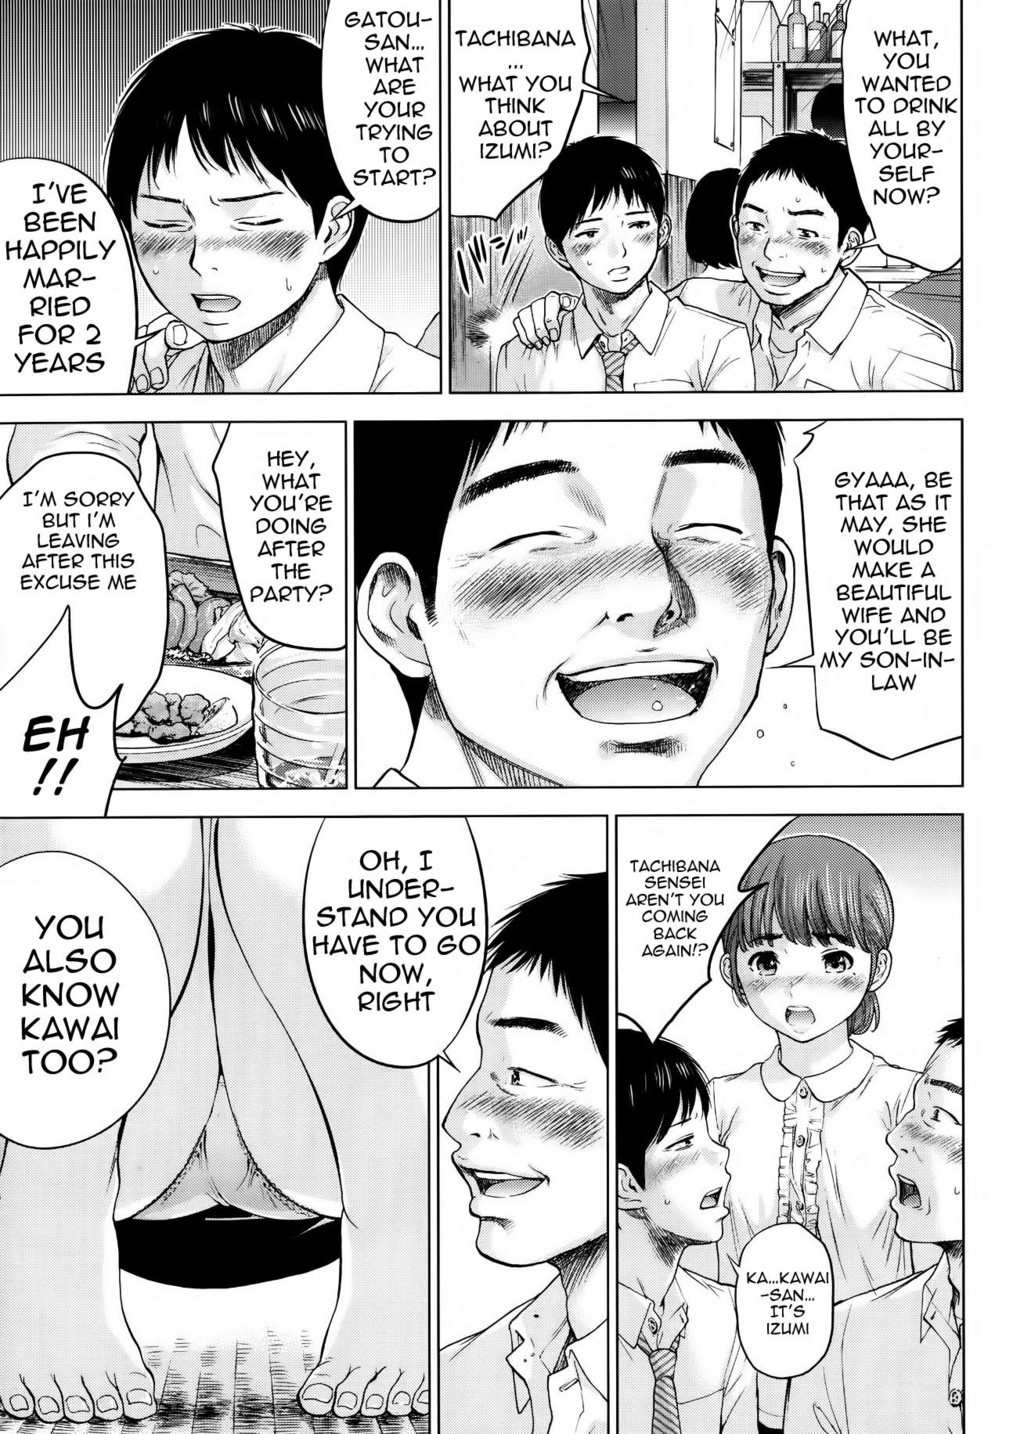 WHAT,
YOU
WANTED
TO DRINK
ALL BY
YOUR-
SELF
NOW?
TACHIBANA
...
WHAT YOU
THINK
ABOUT
IZUMI?
GATOU-
SAN...
WHAT
ARE
YOUR
TRYING
TO
START?
I'VE
BEEN
HAPPILY
MAR-
RIED
FOR 2
YEARS
GYAAA, BE
THAT AS IT
MAY, SHE
WOULD
MAKE A
BEAUTIFUL
WIFE AND
YOU'LL BE
MY SON-IN-
LAW
HEY,
WHAT
YOU'RE
DOING
AFTER
THE
PARTY?
I'M SORRY
BUT I'M
LEAVING
AFTER THIS
EXCUSE ME
EH
!!
TACHIBANA
SENSEI
AREN'T YOU
COMING
BACK
AGAIN!?
KA...KAWAI
-SAN...
IT'S
IZUMI
OH, I
UNDER-
STAND YOU
HAVE TO GO
NOW,
RIGHT
YOU
ALSO
KNOW
KAWAI
TOO?